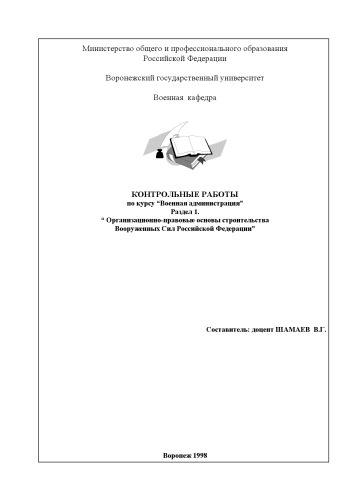 Министерство общего и профессионального образования
Российской Федерации
Воронежский государственный университет
Военная кафедра
КОНТРОЛЬНЫЕ РАБОТЫ
по курсу “Военная администрация”
Раздел 1.
“ Организационно-правовые основы строительства
Вооруженных Сил Российской Федерации”
Составитель: доцент ШАМАЕВ В.Г.
Воронеж 1998